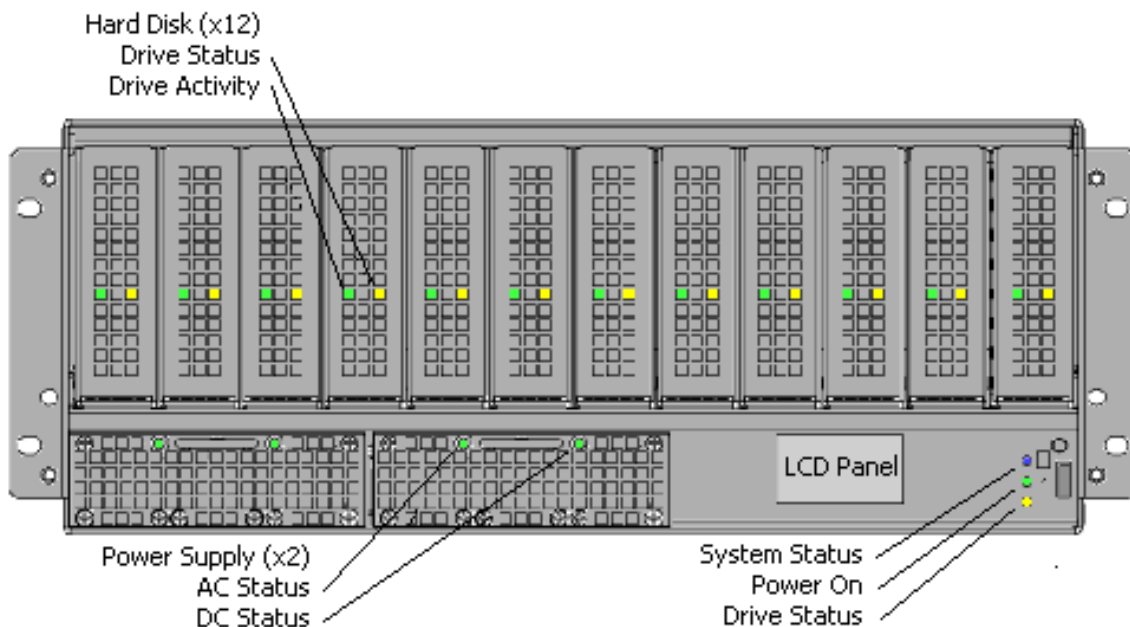 Hard Disk (x12)
Drive Status
Drive Activity
LCD Panel
Power Supply (x2)
AC Status
DC Status
System Status
Power On
Drive Status